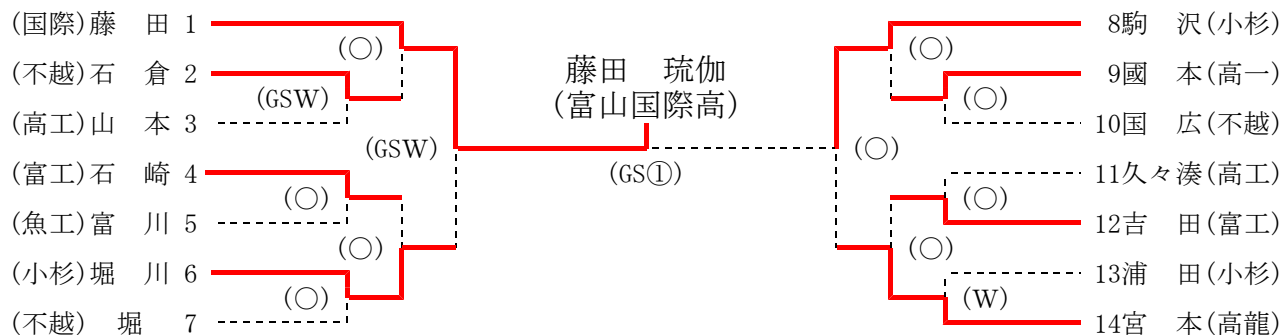 (国際)藤　田 1
(不越)石　倉 2
(高工)山　本 3
(富工)石　崎 4
(魚工)富　川 5
(小杉)堀　川 6
(不越)　堀　 7
(○)
(GSW)
(○)
(○)
(○)
(GSW)
藤田　琉伽
(富山国際高)
(GS①)
(○)
(○)
(○)
(○)
(○)
(W)
8駒　沢(小杉)
9國　本(高一)
10国　広(不越)
11久々湊(高工)
12吉　田(富工)
13浦　田(小杉)
14宮　本(高龍)